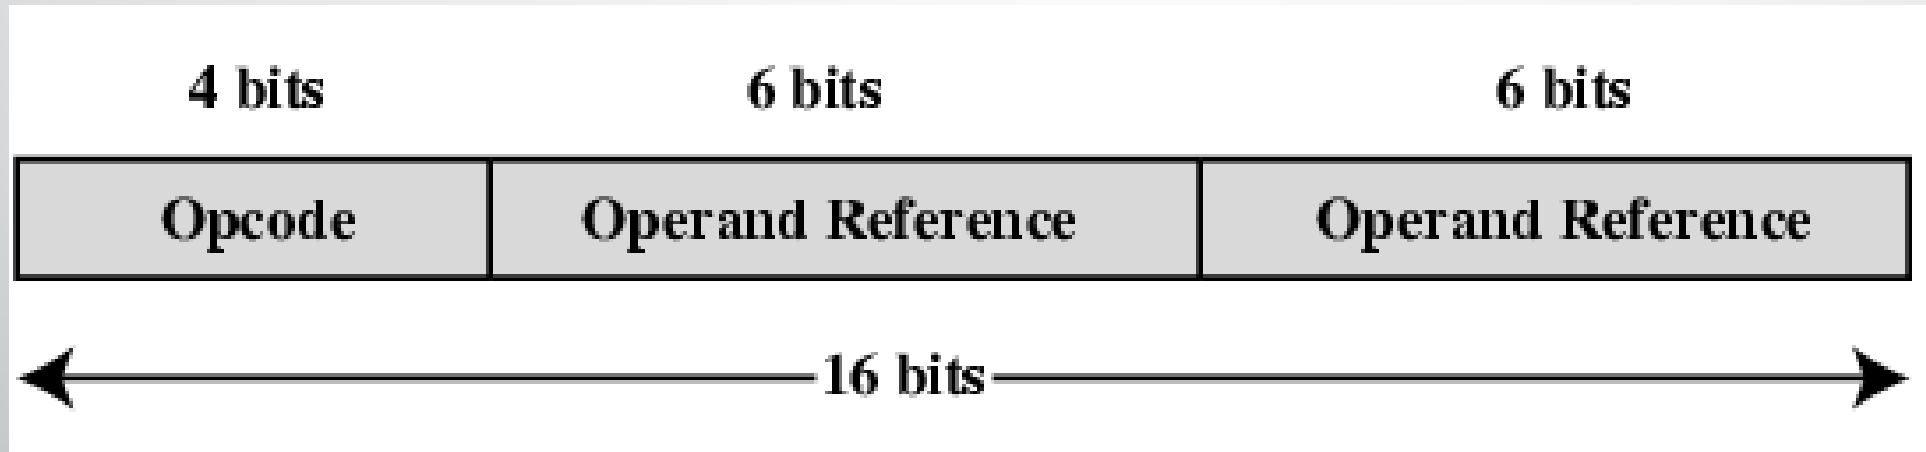 4 bits 6 bits 6 bits
Opcode Operand Reference Operand Reference
16 bits